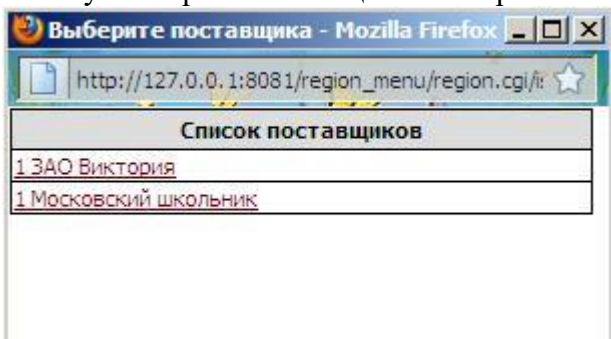 Выберите поставщика - Mozilla Firefox
http://127.0.0.1:8081/region_menu/region.cgi/i
Список поставщиков
1 ЗАО Виктория
1 Московский школьник